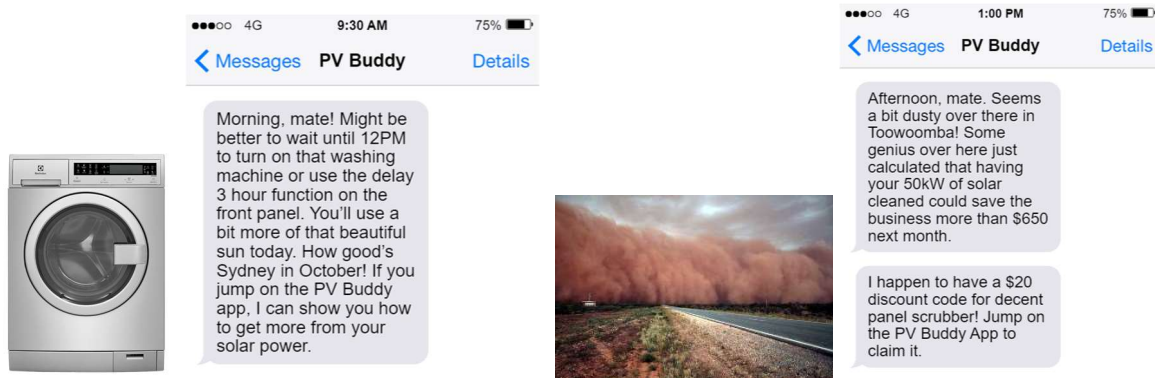 4G 9:30 AM 75%
Messages PV Buddy Details
Morning, mate! Might be
better to wait until 12PM
to turn on that washing
machine or use the delay
3 hour function on the
front panel. You'll use a
bit more of that beautiful
sun today. How good's
Sydney in October! If you
jump on the PV Buddy
app, I can show you how
to get more from your
solar power.
4G 1:00 PM 75%
Messages PV Buddy Details
Afternoon, mate. Seems
a bit dusty over there in
Toowoomba! Some
genius over here just
calculated that having
your 50kW of solar
cleaned could save the
business more than $650
next month.
I happen to have a $20
discount code for decent
panel scrubber! Jump on
the PV Buddy App to
claim it.